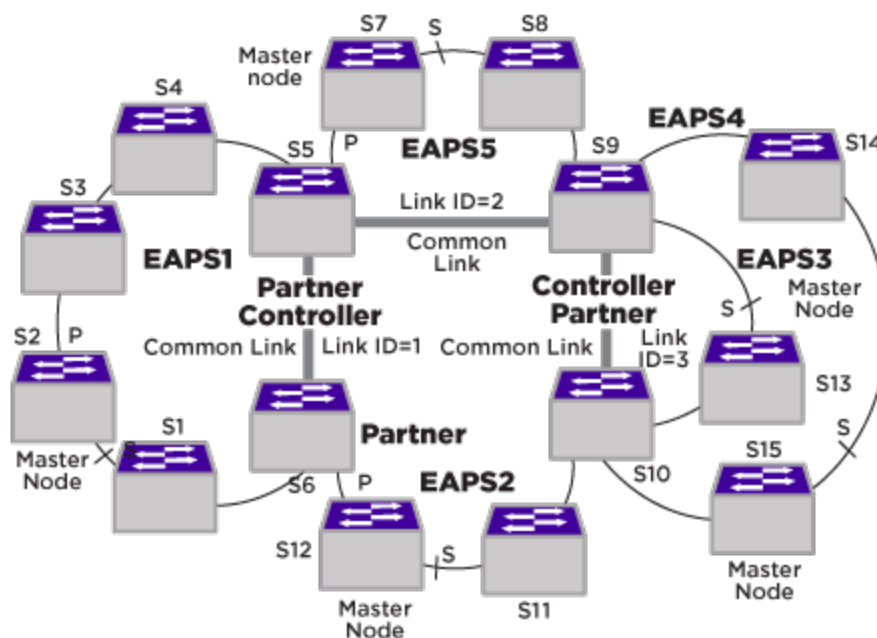 S7
S
S8
Master
node
S4
EAPS4
P
EAPS5
S14
S5
S9
S3
Link ID=2
EAPS1
Common
Link
EAPS3
Partner
Controller
Controller
Partner
S
Master
Node
S2
P
Common Link
Link ID=1
Common Link
Link
ID=3
S13
S1
Partner
S
S
Master
Node
S15
S6
P
EAPS2
S10
S12
S
Master
Node
S11
Master
Node